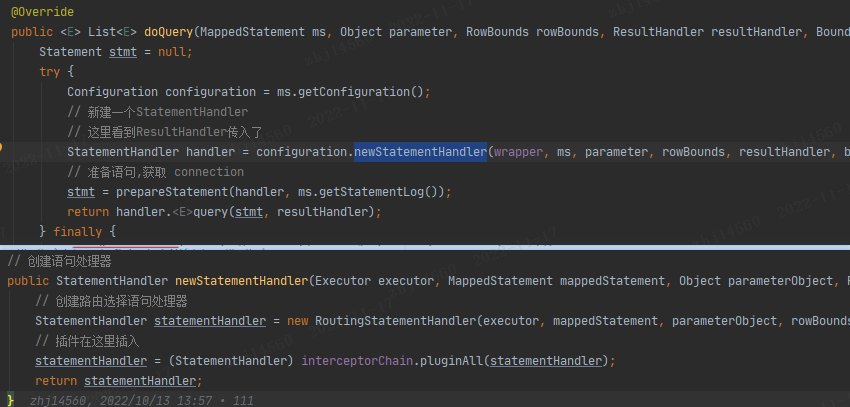 @Override
public <E> List<E> doQuery(MappedStatement ms, Object parameter, RowBounds rowBounds, ResultHandler resultHandler, Bound
Statement stmt = null;
try {
Configuration configuration = ms.getConfiguration();
// 新建一个StatementHandler
// 这里看到ResultHandler传入了
StatementHandler handler = configuration.newStatementHandler(wrapper, ms, parameter, rowBounds, resultHandler, b
// 准备语句,获取 connection
stmt = prepareStatement(handler, ms.getStatementLog());
return handler.<E>query(stmt, resultHandler);
} finally {
// 创建语句处理器
public StatementHandler newStatementHandler(Executor executor, MappedStatement mappedStatement, Object parameterObject, R
// 创建路由选择语句处理器
StatementHandler statementHandler = new RoutingStatementHandler(executor, mappedStatement, parameterObject, rowBounds
// 插件在这里插入
statementHandler = (StatementHandler) interceptorChain.pluginAll(statementHandler);
return statementHandler;
} zhj14560, 2022/10/13 13:57 • 111